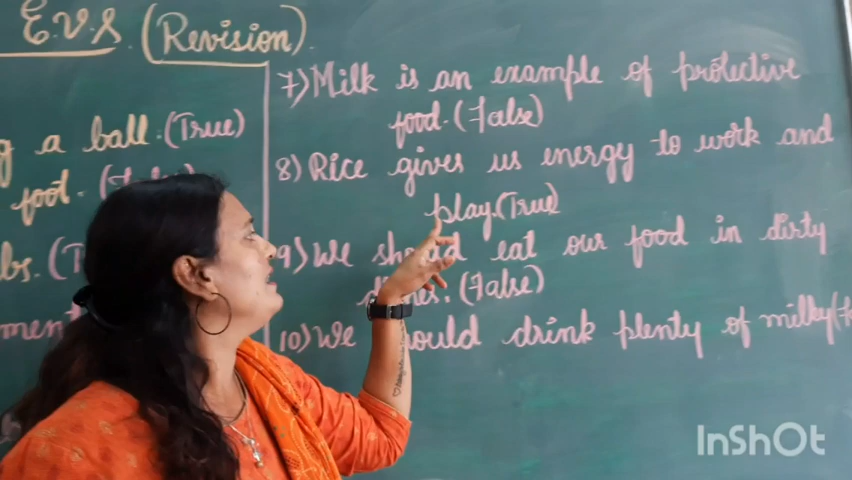 E.V.S. (Revision).
a ball. (True)
foot.
7) Milk is an example of protective
food. (False)
8) Rice gives us energy to work and
play. (True)
9) We should eat our food in dirty
(False)
10) We should drink plenty of milk
InShOt